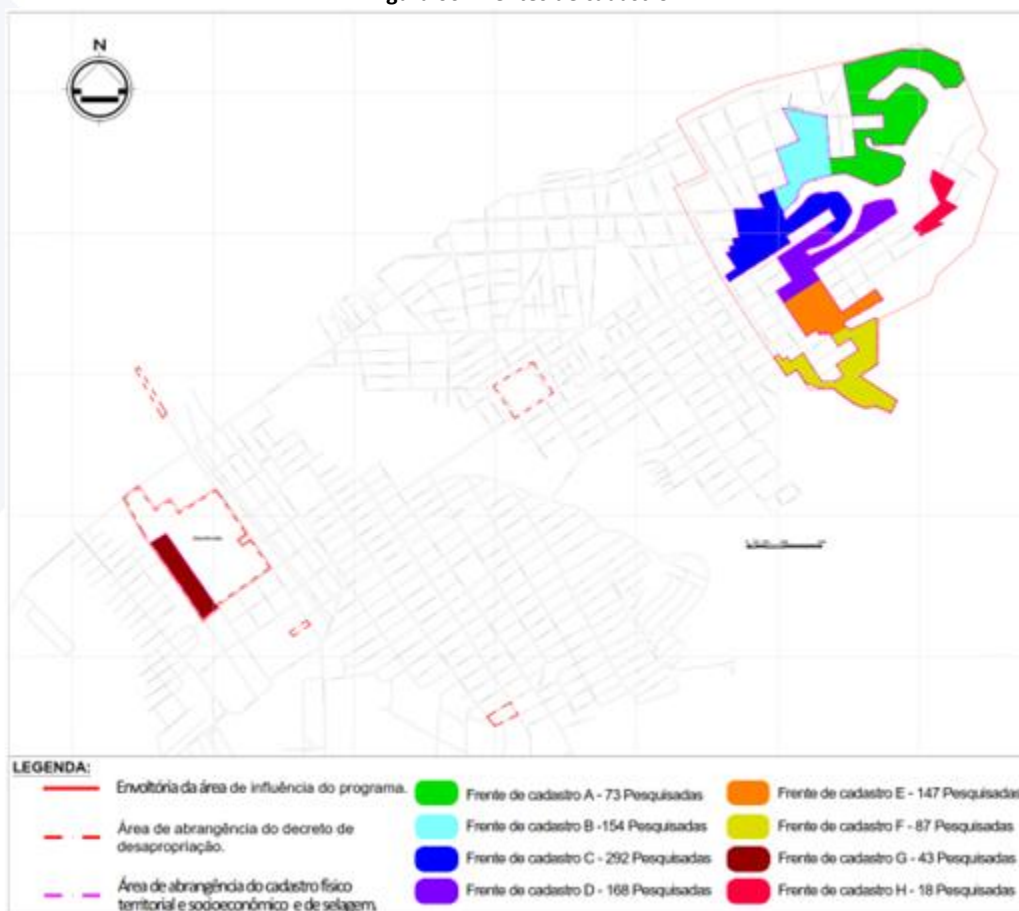 N
LEGENDA:
Envoltória da área de influência do programa.
Área de abrangência do decreto de
desapropriação.
Área de abrangência do cadastro físico
territorial e socioeconômico e de selagem.
Frente de cadastro A - 73 Pesquisadas
Frente de cadastro B -154 Pesquisadas
Frente de cadastro C - 292 Pesquisadas
Frente de cadastro D - 168 Pesquisadas
Frente de cadastro E - 147 Pesquisadas
Frente de cadastro F - 87 Pesquisadas
Frente de cadastro G - 43 Pesquisadas
Frente de cadastro H - 18 Pesquisadas